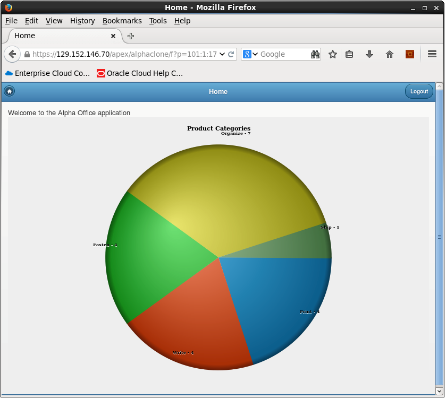 Home - Mozilla Firefox
File Edit View History Bookmarks Tools Help
Home
https://129.152.146.70/apex/alphaclone/f?p=101:1:17
Google
Enterprise Cloud Co... Oracle Cloud Help C...
Home
Logout
Welcome to the Alpha Office application
Product Categories
Organize - 7